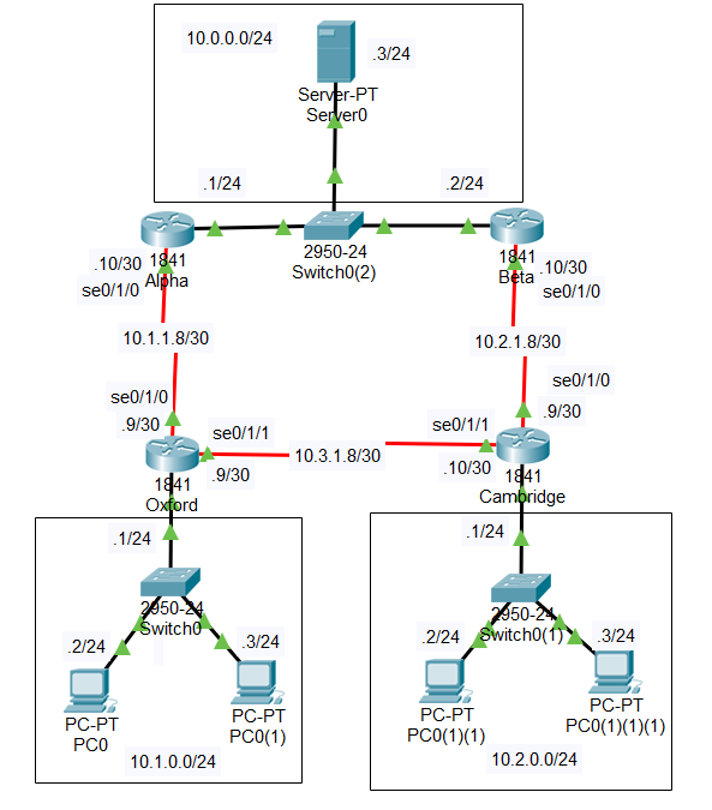 10.0.0.0/24
.3/24
Server-PT
Server0
.1/24
.2/24
1841
Alpha
2950-24
Switch0(2)
1841
Beta
.10/30
se0/1/0
.10/30
se0/1/0
10.1.1.8/30
10.2.1.8/30
se0/1/0
.9/30
se0/1/0
.9/30
se0/1/1
.9/30
10.3.1.8/30
se0/1/1
.10/30
1841
Oxford
1841
Cambridge
.1/24
2950-24
Switch0
.2/24
.3/24
PC-PT
PC0
PC-PT
PC0(1)
10.1.0.0/24
.1/24
2950-24
Switch0(1)
.2/24
.3/24
PC-PT
PC0(1)(1)
PC-PT
PC0(1)(1)(1)
10.2.0.0/24